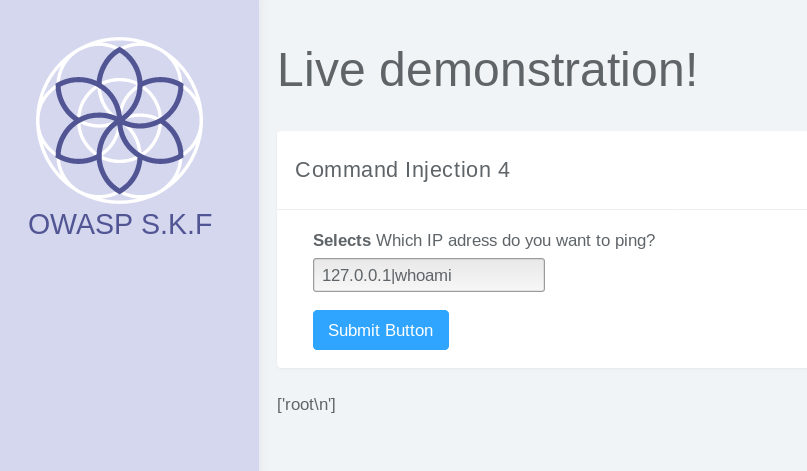 OWASP S.K.F
Live demonstration!
Command Injection 4
Selects Which IP adress do you want to ping?
127.0.0.1|whoami
Submit Button
['root\n']